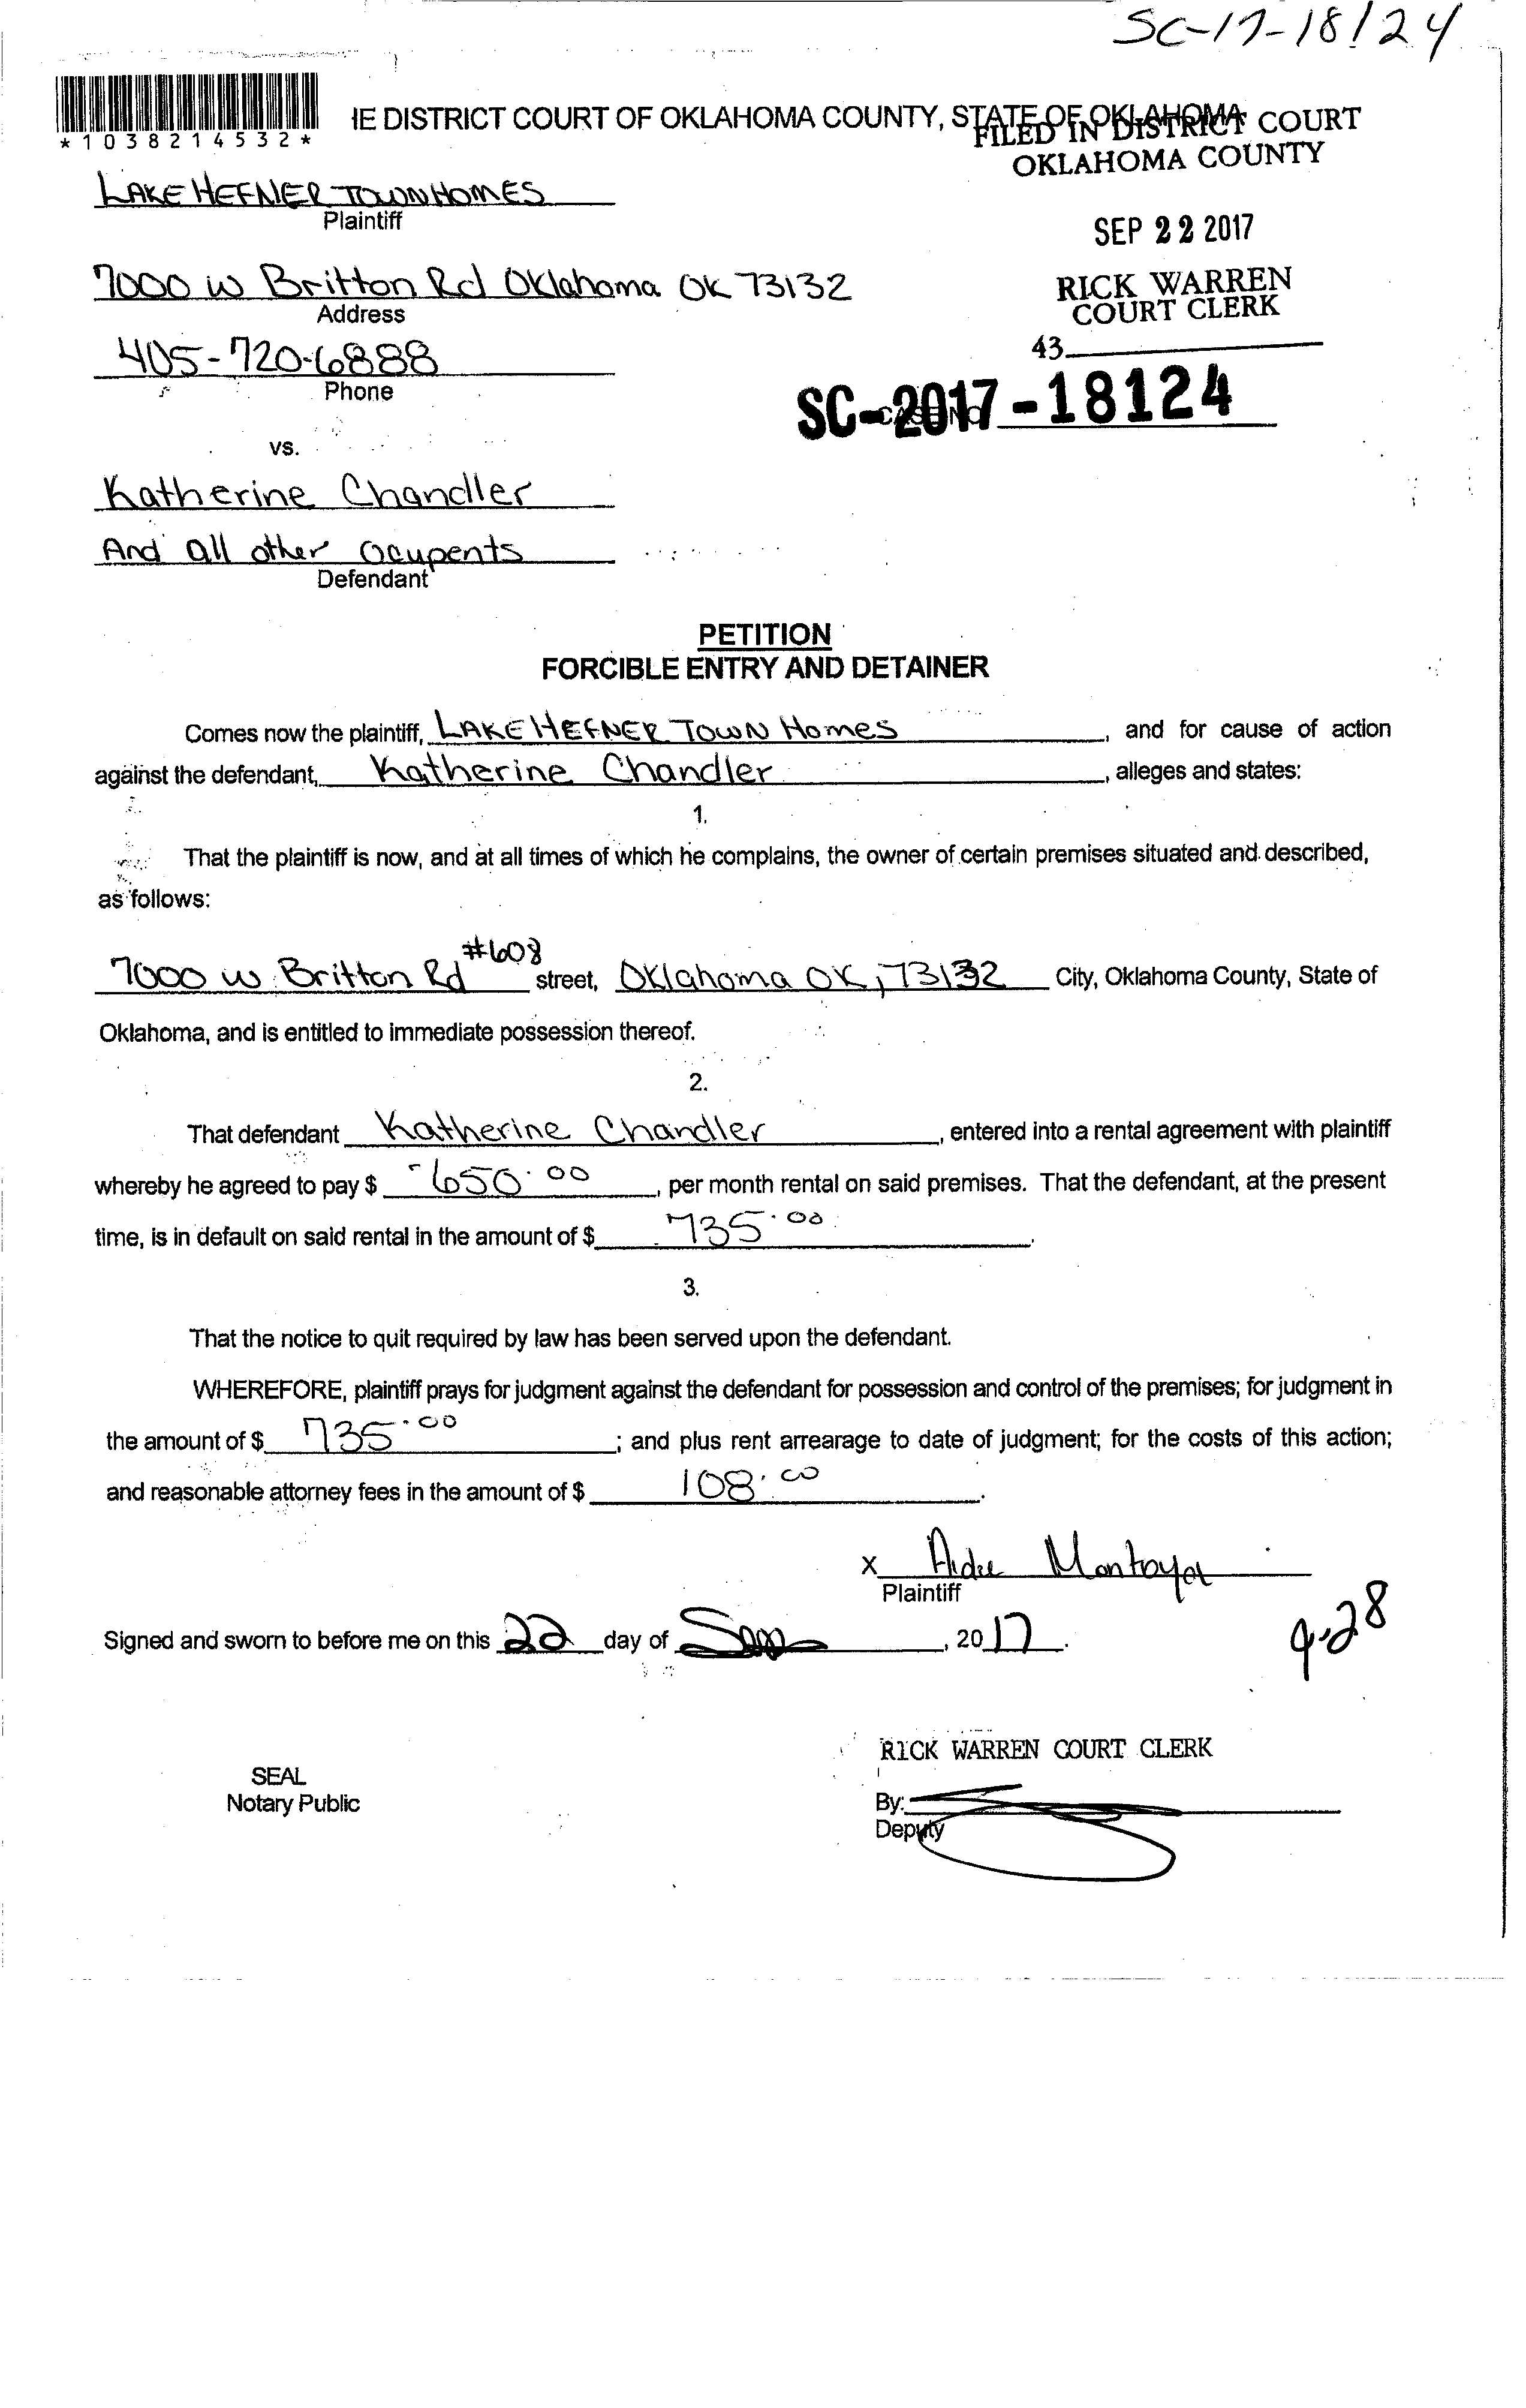 SC-17-18124
*1038214532*
IE DISTRICT COURT OF OKLAHOMA COUNTY, STATE OF OKLAHOMA
FILED IN DISTRICT COURT
OKLAHOMA COUNTY
LAKE HEFNER TOWNHOMES
Plaintiff
SEP 22 2017
7000 W Britton Rd Oklahoma OK 73132
Address
RICK WARREN
COURT CLERK
405-720-6888
Phone
43
SC-2017-18124
CASE NO
vs.
Katherine Chandler
And all other Ocupents
Defendant
PETITION
FORCIBLE ENTRY AND DETAINER
Comes now the plaintiff, LAKE HEFNER TOWN HOMES, and for cause of action
against the defendant, Katherine Chandler, alleges and states:
1.
That the plaintiff is now, and at all times of which he complains, the owner of certain premises situated and described,
as follows:
#608
7000 W Britton Rd street, Oklahoma OK, 73132 City, Oklahoma County, State of
Oklahoma, and is entitled to immediate possession thereof.
2.
That defendant Katherine Chandler, entered into a rental agreement with plaintiff
whereby he agreed to pay $ 650.00, per month rental on said premises. That the defendant, at the present
time, is in default on said rental in the amount of $ 735.00.
3.
That the notice to quit required by law has been served upon the defendant.
WHEREFORE, plaintiff prays for judgment against the defendant for possession and control of the premises; for judgment in
the amount of $ 735.00; and plus rent arrearage to date of judgment; for the costs of this action;
and reasonable attorney fees in the amount of $ 108.00.
x Montoya
Plaintiff
Signed and sworn to before me on this 22 day of, 2017.
9-28
RICK WARREN COURT CLERK
SEAL
Notary Public
By:
Deputy